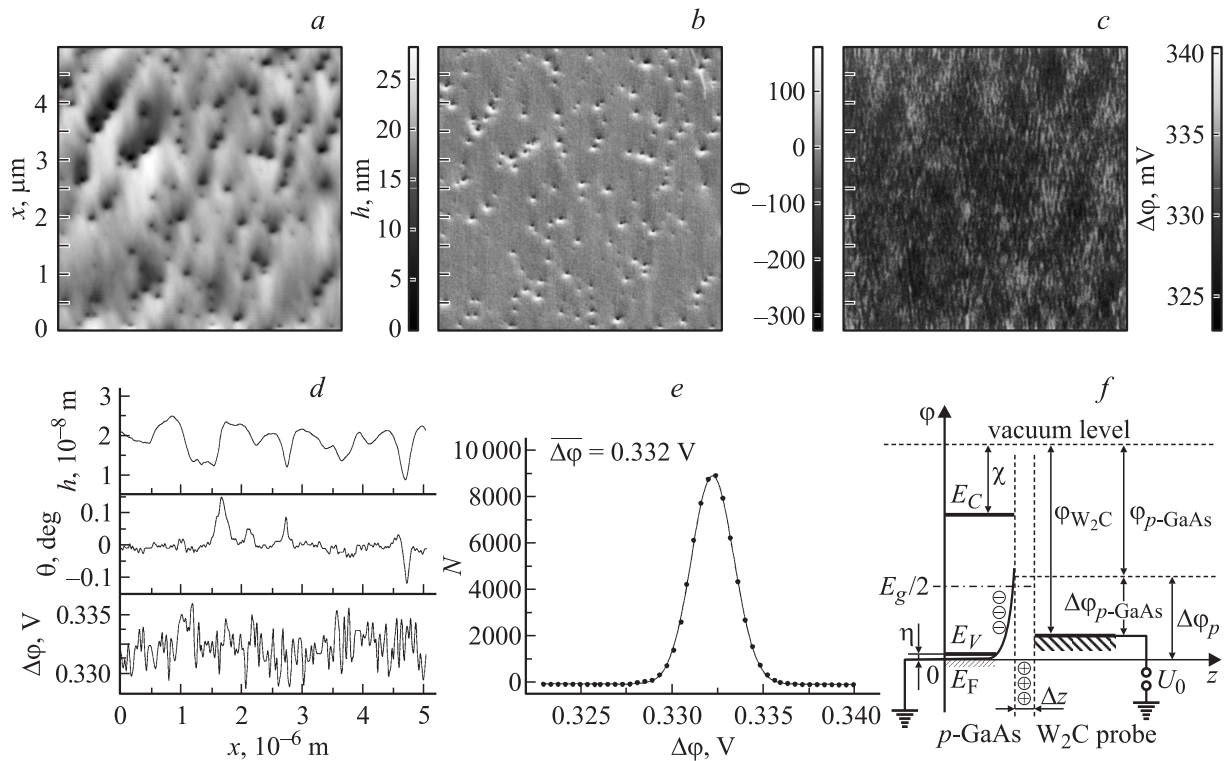 a
b
c
4
3
2
1
0
x, μm
25
20
15
10
5
0
h, nm
100
0
−100
−200
−300
θ
340
335
330
325
Δφ, mV
d
3
2
1
h, 10⁻⁸ m
0.1
0
−0.1
θ, deg
0.335
0.330
Δφ, V
0 1 2 3 4 5
x, 10⁻⁶ m
e
Δφ̅ = 0.332 V
10 000
8000
6000
4000
2000
0
N
0.325 0.330 0.335 0.340
Δφ, V
f
φ
vacuum level
χ
E_C
φ_W₂C
φ_p-GaAs
E_g/2
Δφ_p-GaAs
Δφ_p
η
E_V
0
E_F
Δz
U₀
z
p-GaAs
W₂C probe